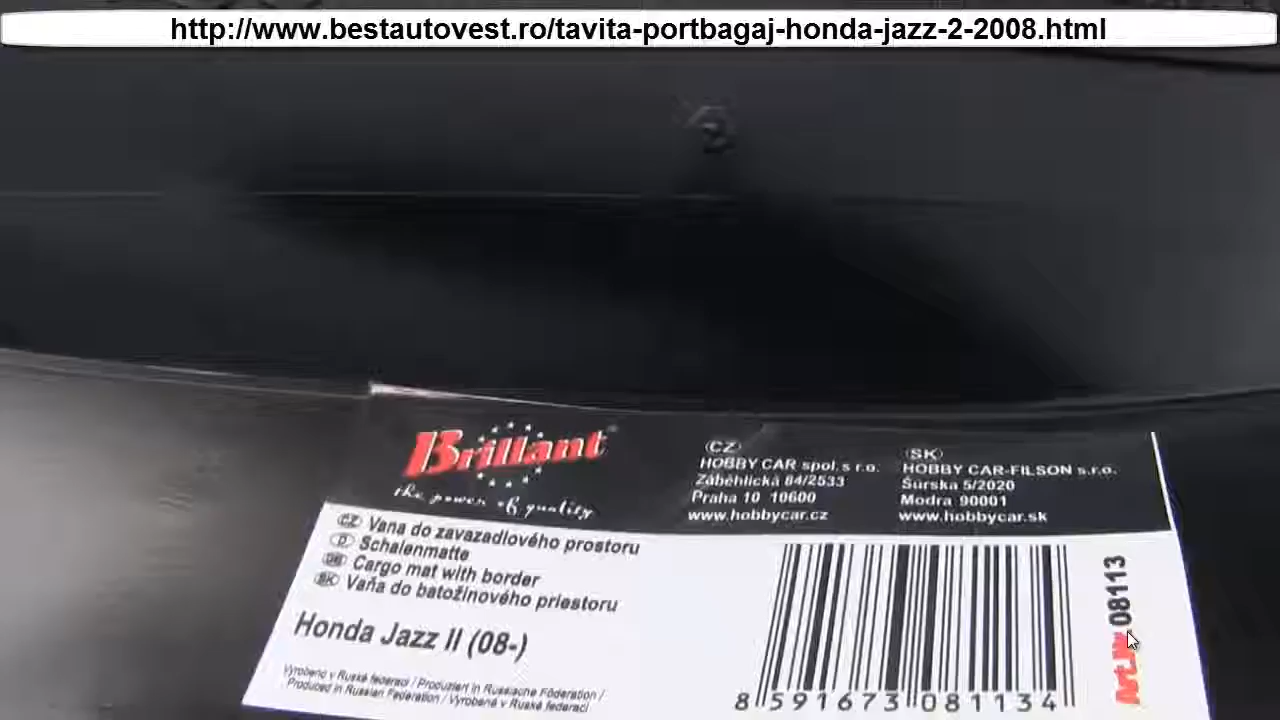 http://www.bestautovest.ro/tavita-portbagaj-honda-jazz-2-2008.html
Brillant
the power of quality
CZ
HOBBY CAR spol. s r.o.
Záběhlická 84/2533
Praha 10 10600
www.hobbycar.cz
SK
HOBBY CAR-FILSON s.r.o.
Šúrska 5/2020
Modra 90001
www.hobbycar.sk
CZ Vana do zavazadlového prostoru
D Schalenmatte
GB Cargo mat with border
SK Vaňa do batožinového priestoru
Honda Jazz II (08-)
Vyrobeno v Ruské federaci / Produziert in Russische Föderation /
Produced in Russian Federation / Vyrobené v Ruskej federácii
8 591673 081134
Art.Nr. 08113